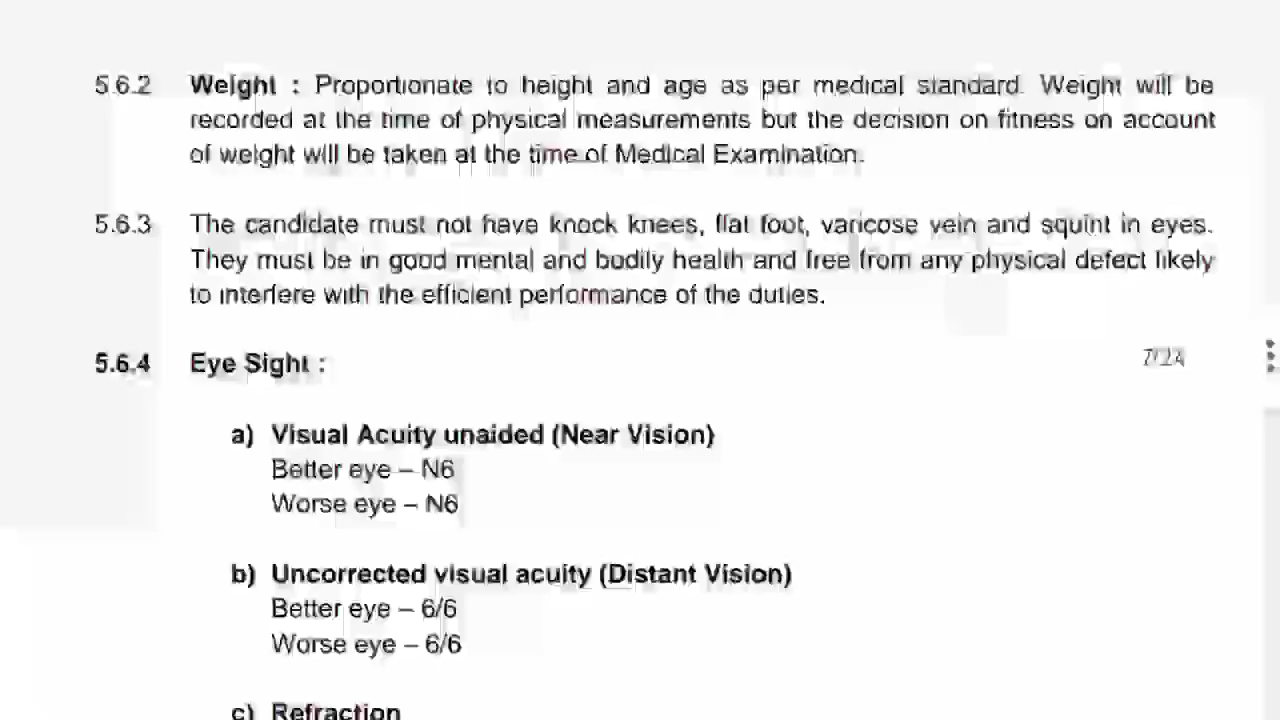 5.6.2 Weight : Proportionate to height and age as per medical standard. Weight will be
recorded at the time of physical measurements but the decision on fitness on account
of weight will be taken at the time of Medical Examination.
5.6.3 The candidate must not have knock knees, flat foot, varicose vein and squint in eyes.
They must be in good mental and bodily health and free from any physical defect likely
to interfere with the efficient performance of the duties.
5.6.4 Eye Sight :
7/24
a) Visual Acuity unaided (Near Vision)
Better eye – N6
Worse eye – N6
b) Uncorrected visual acuity (Distant Vision)
Better eye – 6/6
Worse eye – 6/6
c) Refraction